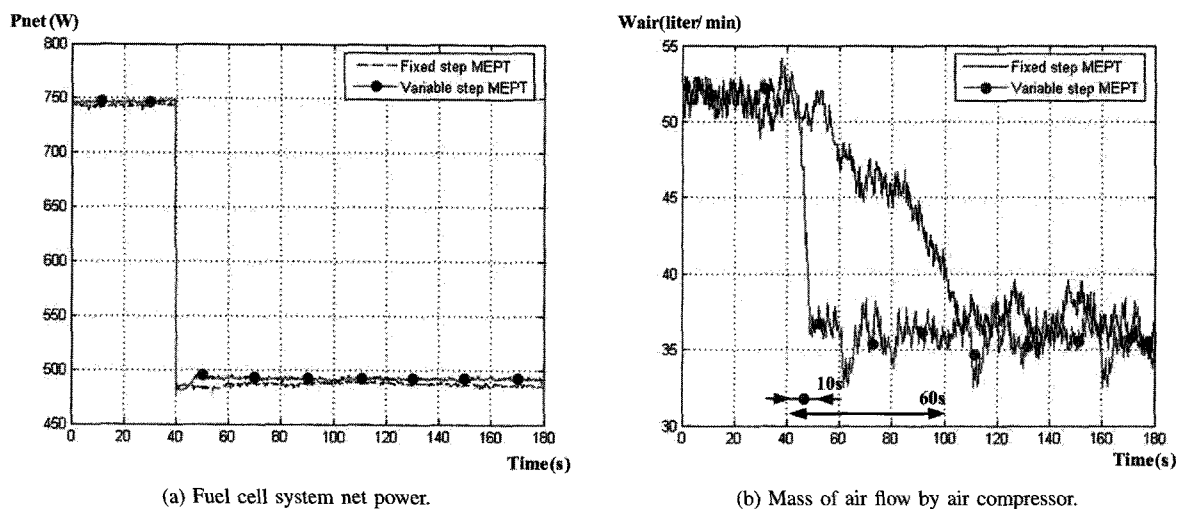 Pnet (W)
800
750
700
650
600
550
500
450
0 20 40 60 80 100 120 140 160 180
Time(s)
Fixed step MEPT
Variable step MEPT
(a) Fuel cell system net power.
Wair(liter/ min)
55
50
45
40
35
30
0 20 40 60 80 100 120 140 160 180
Time(s)
Fixed step MEPT
Variable step MEPT
10s
60s
(b) Mass of air flow by air compressor.